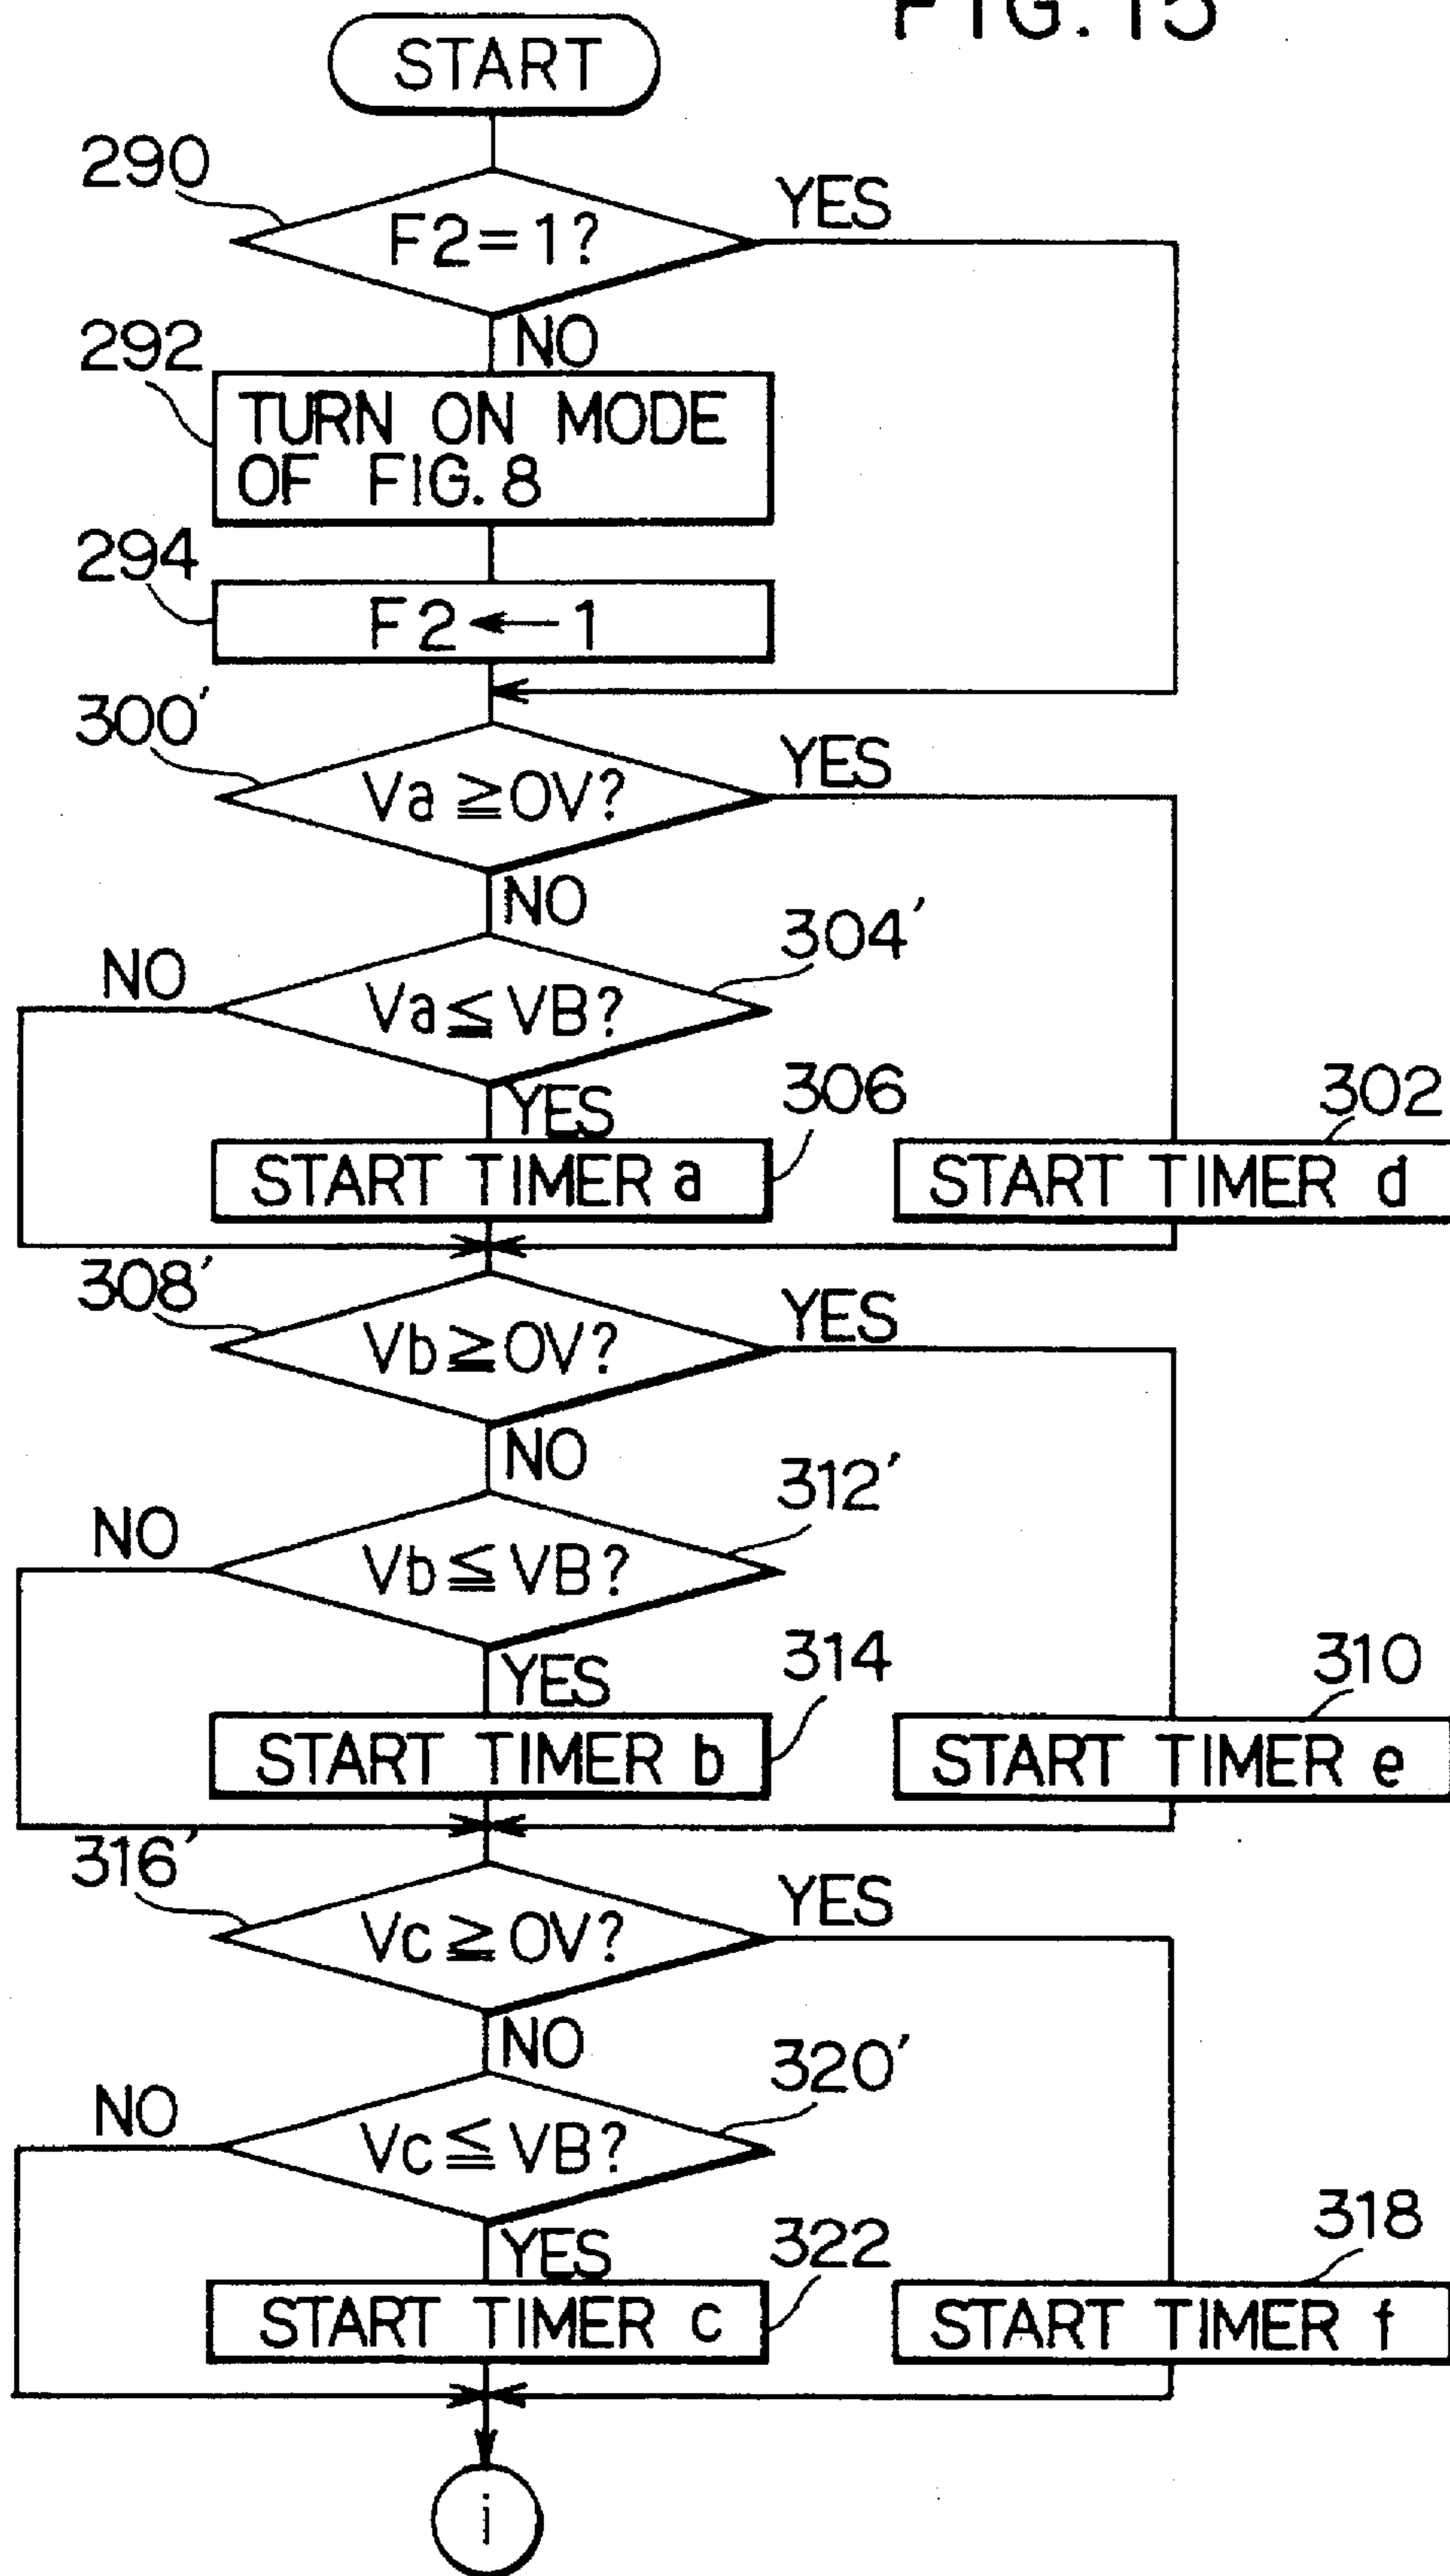 FIG. 15
START
290
F2=1?
YES
NO
292
TURN ON MODE
OF FIG. 8
294
F2←1
300'
Va≧0V?
YES
NO
304'
NO
Va≦VB?
YES
306
302
START TIMER a
START TIMER d
308'
Vb≧0V?
YES
NO
312'
NO
Vb≦VB?
YES
314
310
START TIMER b
START TIMER e
316'
Vc≧0V?
YES
NO
320'
NO
Vc≦VB?
YES
322
318
START TIMER c
START TIMER f
i